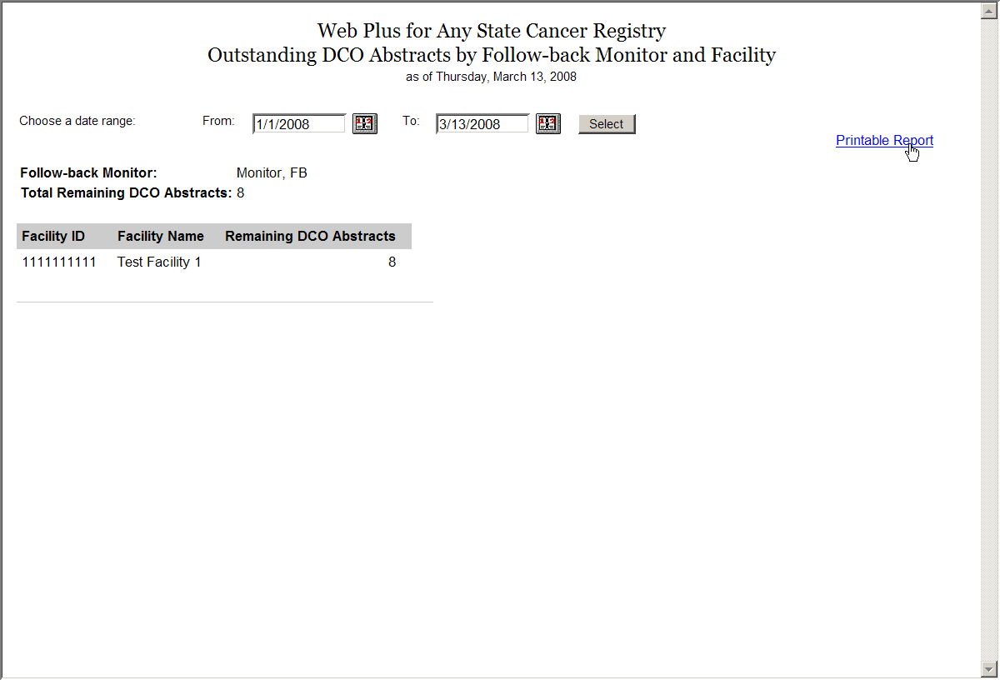 Web Plus for Any State Cancer Registry
Outstanding DCO Abstracts by Follow-back Monitor and Facility
as of Thursday, March 13, 2008
Choose a date range: From: 1/1/2008 To: 3/13/2008 Select
Printable Report
Follow-back Monitor: Monitor, FB
Total Remaining DCO Abstracts: 8
Facility ID Facility Name Remaining DCO Abstracts
1111111111 Test Facility 1 8